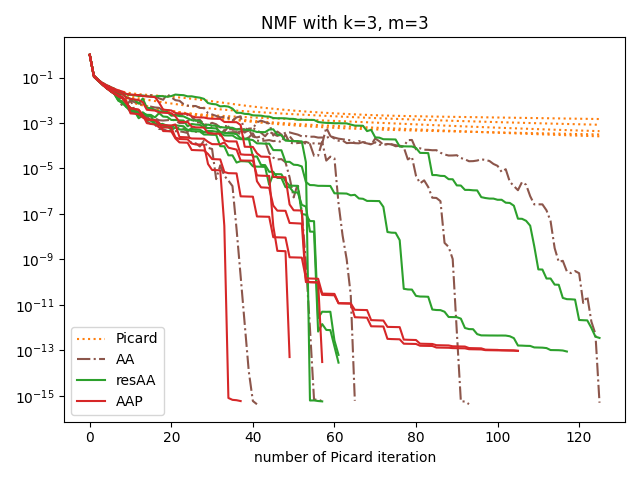 NMF with k=3, m=3
10⁻¹
10⁻³
10⁻⁵
10⁻⁷
10⁻⁹
10⁻¹¹
10⁻¹³
10⁻¹⁵
Picard
AA
resAA
AAP
0 20 40 60 80 100 120
number of Picard iteration